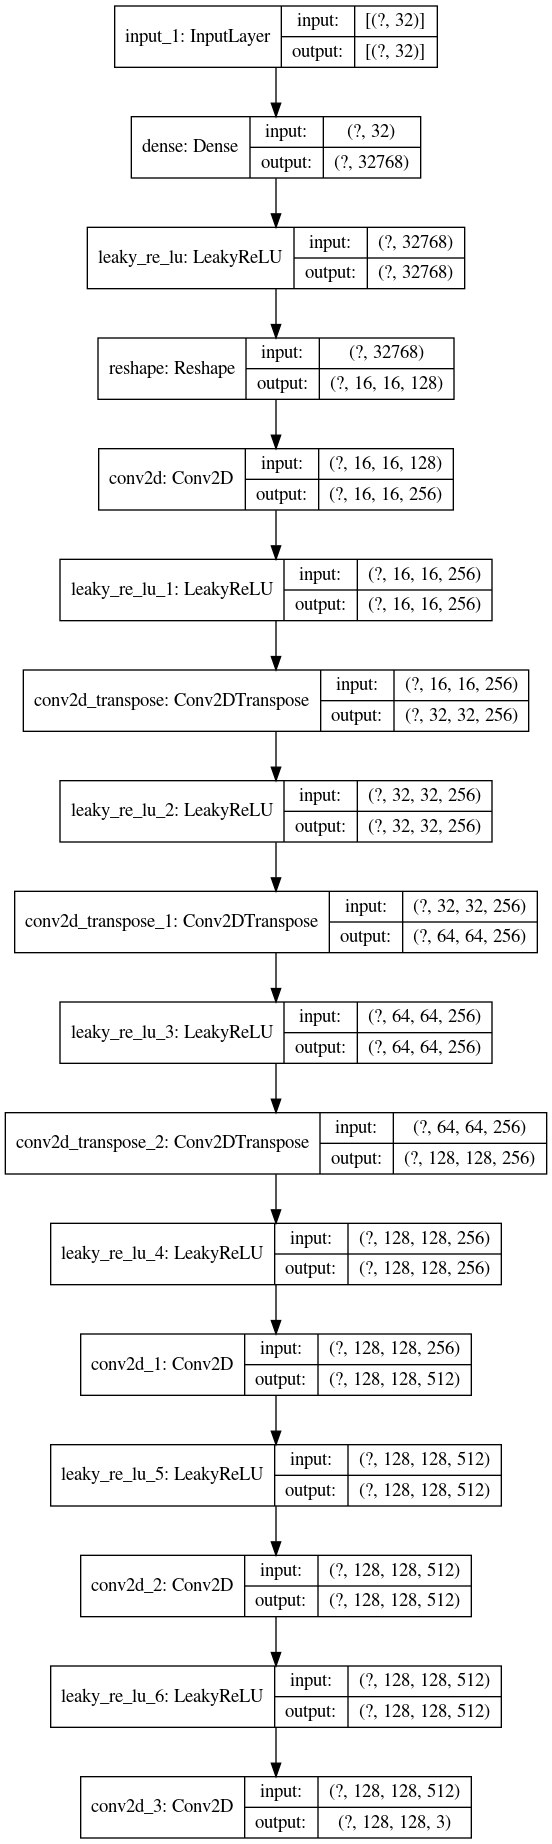 input_1: InputLayer
input: [(?, 32)]
output: [(?, 32)]
dense: Dense
input: (?, 32)
output: (?, 32768)
leaky_re_lu: LeakyReLU
input: (?, 32768)
output: (?, 32768)
reshape: Reshape
input: (?, 32768)
output: (?, 16, 16, 128)
conv2d: Conv2D
input: (?, 16, 16, 128)
output: (?, 16, 16, 256)
leaky_re_lu_1: LeakyReLU
input: (?, 16, 16, 256)
output: (?, 16, 16, 256)
conv2d_transpose: Conv2DTranspose
input: (?, 16, 16, 256)
output: (?, 32, 32, 256)
leaky_re_lu_2: LeakyReLU
input: (?, 32, 32, 256)
output: (?, 32, 32, 256)
conv2d_transpose_1: Conv2DTranspose
input: (?, 32, 32, 256)
output: (?, 64, 64, 256)
leaky_re_lu_3: LeakyReLU
input: (?, 64, 64, 256)
output: (?, 64, 64, 256)
conv2d_transpose_2: Conv2DTranspose
input: (?, 64, 64, 256)
output: (?, 128, 128, 256)
leaky_re_lu_4: LeakyReLU
input: (?, 128, 128, 256)
output: (?, 128, 128, 256)
conv2d_1: Conv2D
input: (?, 128, 128, 256)
output: (?, 128, 128, 512)
leaky_re_lu_5: LeakyReLU
input: (?, 128, 128, 512)
output: (?, 128, 128, 512)
conv2d_2: Conv2D
input: (?, 128, 128, 512)
output: (?, 128, 128, 512)
leaky_re_lu_6: LeakyReLU
input: (?, 128, 128, 512)
output: (?, 128, 128, 512)
conv2d_3: Conv2D
input: (?, 128, 128, 512)
output: (?, 128, 128, 3)